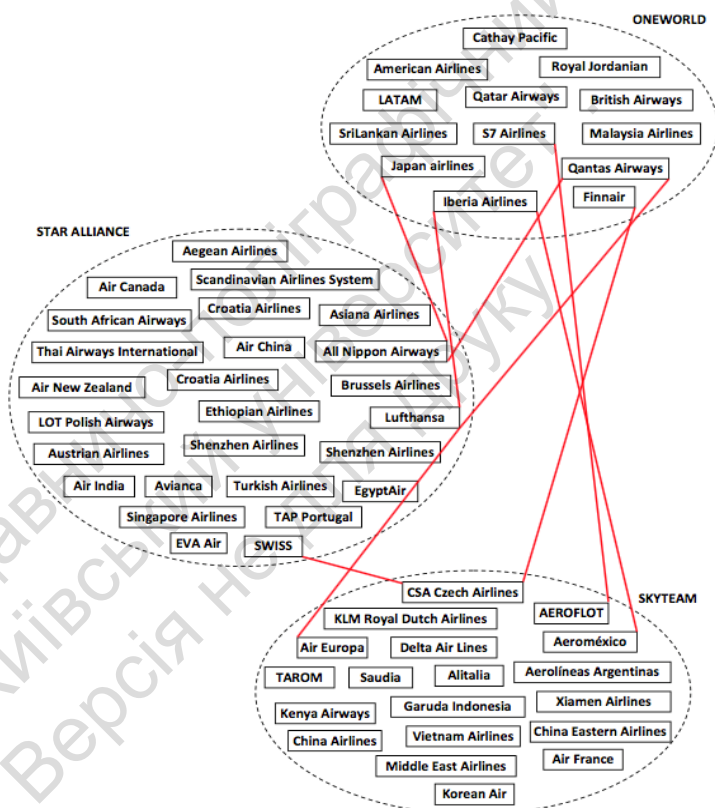 ONEWORLD
Cathay Pacific
American Airlines
Royal Jordanian
LATAM
Qatar Airways
British Airways
SriLankan Airlines
S7 Airlines
Malaysia Airlines
Japan airlines
Qantas Airways
Iberia Airlines
Finnair
STAR ALLIANCE
Aegean Airlines
Air Canada
Scandinavian Airlines System
South African Airways
Croatia Airlines
Asiana Airlines
Thai Airways International
Air China
All Nippon Airways
Air New Zealand
Croatia Airlines
Brussels Airlines
LOT Polish Airways
Ethiopian Airlines
Lufthansa
Austrian Airlines
Shenzhen Airlines
Shenzhen Airlines
Air India
Avianca
Turkish Airlines
EgyptAir
Singapore Airlines
TAP Portugal
EVA Air
SWISS
SKYTEAM
CSA Czech Airlines
KLM Royal Dutch Airlines
AEROFLOT
Air Europa
Delta Air Lines
Aeroméxico
TAROM
Saudia
Alitalia
Aerolíneas Argentinas
Kenya Airways
Garuda Indonesia
Xiamen Airlines
China Airlines
Vietnam Airlines
China Eastern Airlines
Middle East Airlines
Air France
Korean Air
університет"
Версія не для друку